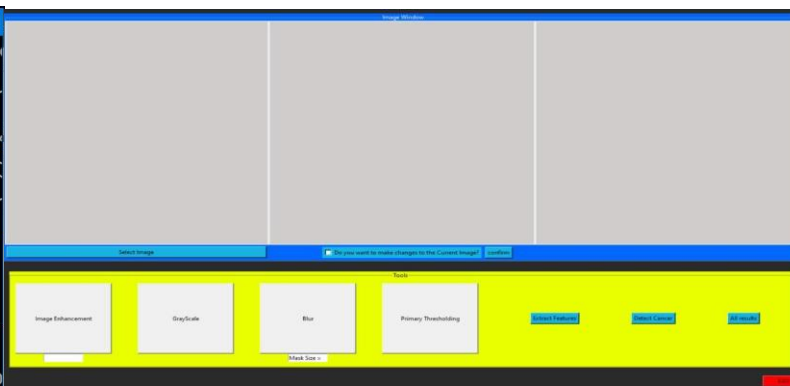 Image Window
Select Image
Do you want to make changes to the Current Image?
confirm
Tools
Image Enhancement
GrayScale
Blur
Primary Thresholding
Extract Features
Detect Cancer
All results
Mask Size =